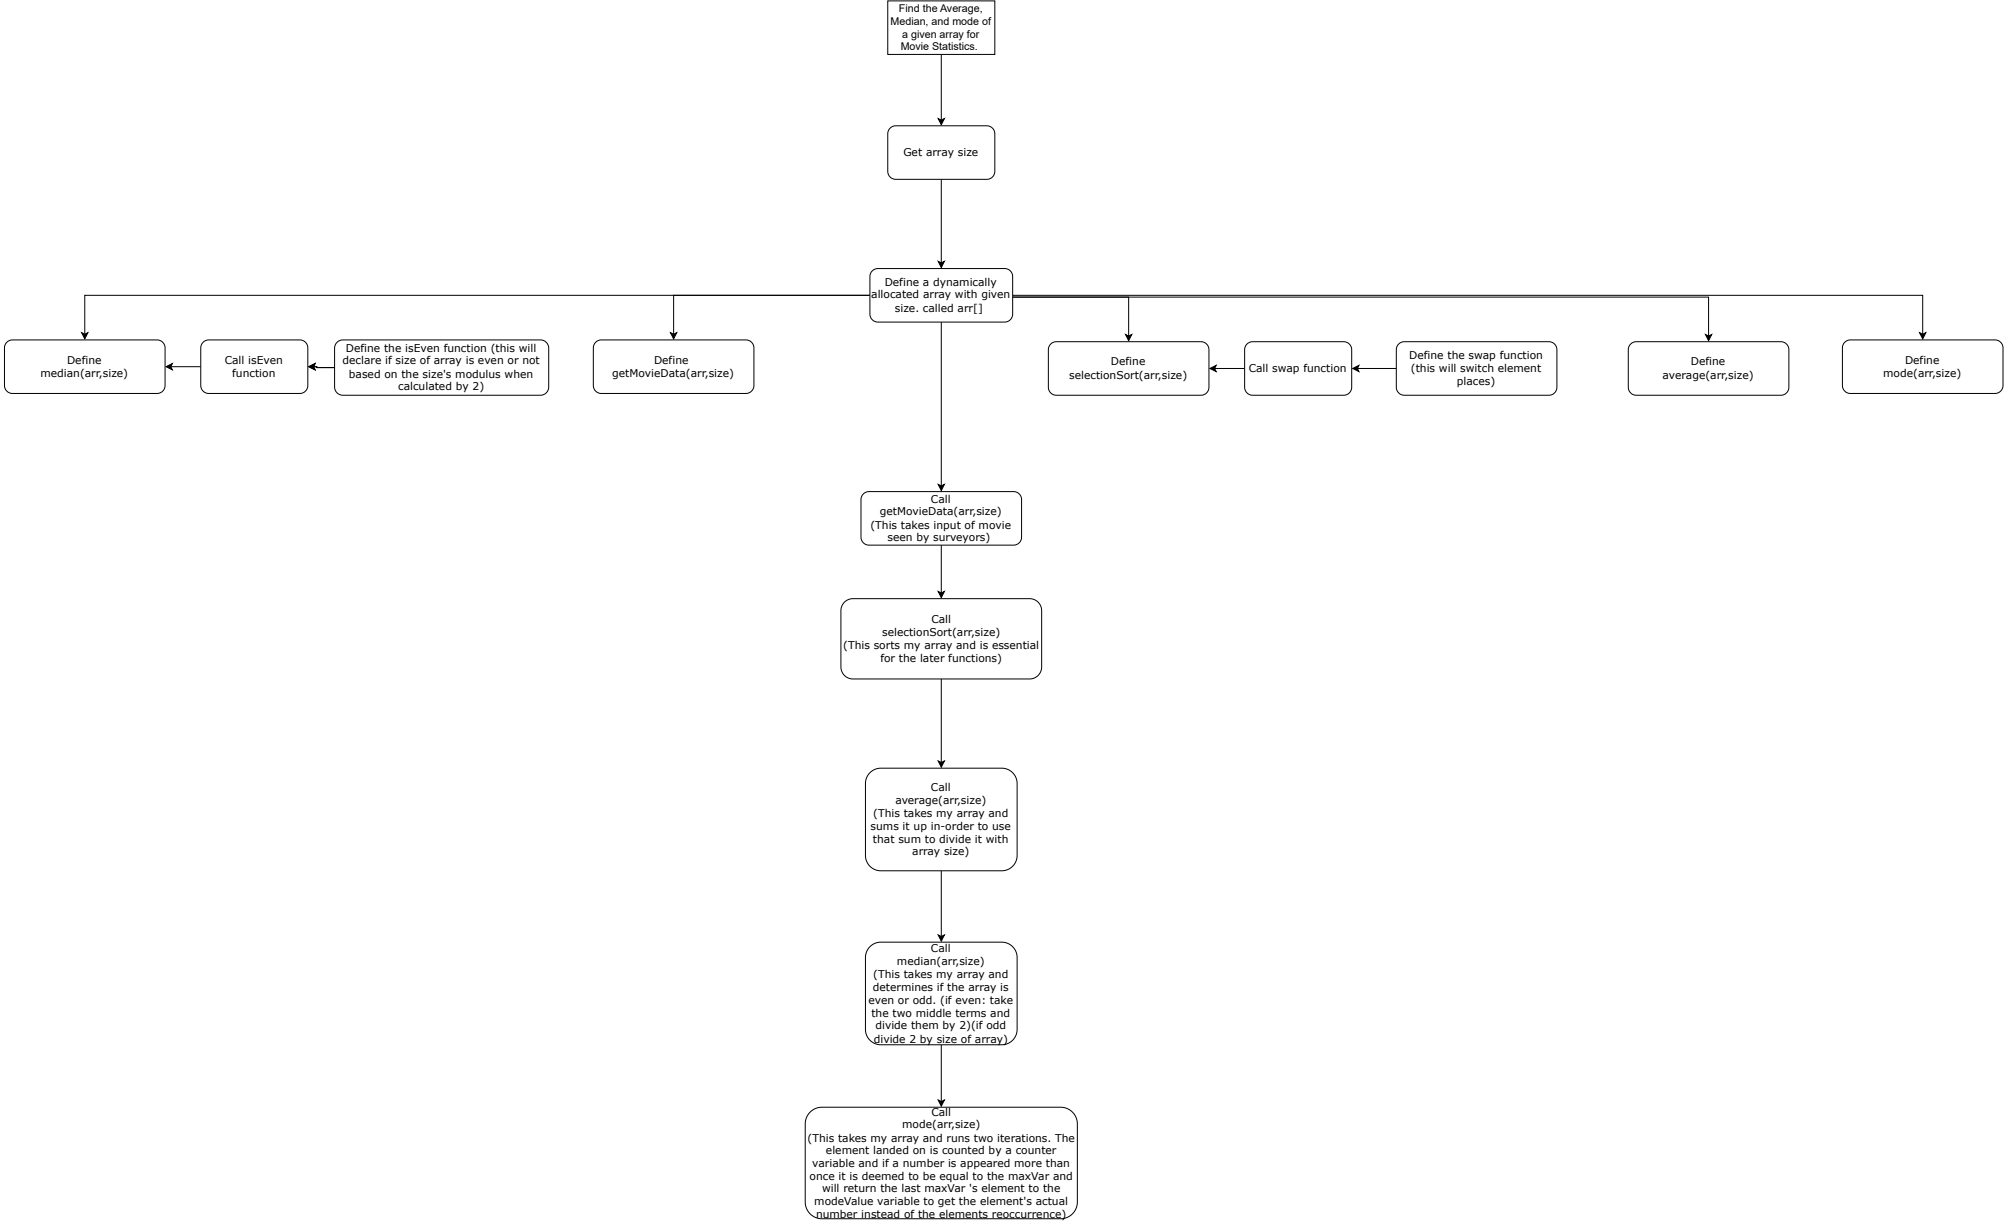 Find the Average,
Median, and mode of
a given array for
Movie Statistics.
Get array size
Define a dynamically
allocated array with given
size. called arr[]
Define
median(arr,size)
Call isEven
function
Define the isEven function (this will
declare if size of array is even or not
based on the size's modulus when
calculated by 2)
Define
getMovieData(arr,size)
Define
selectionSort(arr,size)
Call swap function
Define the swap function
(this will switch element
places)
Define
average(arr,size)
Define
mode(arr,size)
Call
getMovieData(arr,size)
(This takes input of movie
seen by surveyors)
Call
selectionSort(arr,size)
(This sorts my array and is essential
for the later functions)
Call
average(arr,size)
(This takes my array and
sums it up in-order to use
that sum to divide it with
array size)
Call
median(arr,size)
(This takes my array and
determines if the array is
even or odd. (if even: take
the two middle terms and
divide them by 2)(if odd
divide 2 by size of array)
Call
mode(arr,size)
(This takes my array and runs two iterations. The
element landed on is counted by a counter
variable and if a number is appeared more than
once it is deemed to be equal to the maxVar and
will return the last maxVar 's element to the
modeValue variable to get the element's actual
number instead of the elements reoccurrence)